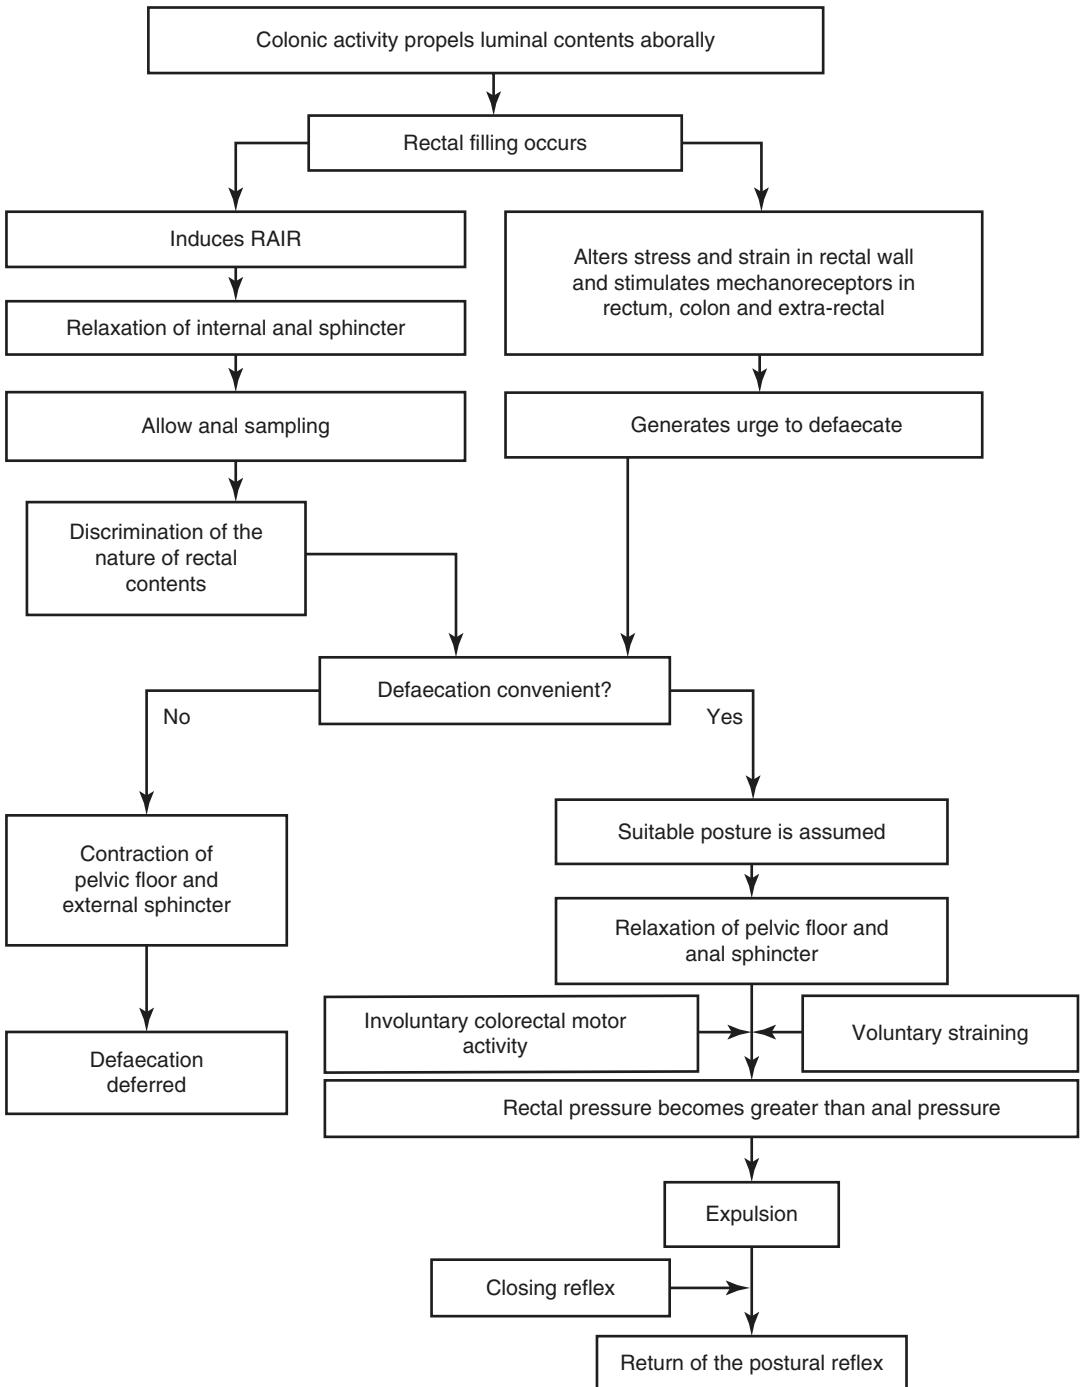 Colonic activity propels luminal contents aborally
Rectal filling occurs
Induces RAIR
Relaxation of internal anal sphincter
Allow anal sampling
Discrimination of the
nature of rectal
contents
Alters stress and strain in rectal wall
and stimulates mechanoreceptors in
rectum, colon and extra-rectal
Generates urge to defaecate
Defaecation convenient?
No
Yes
Contraction of
pelvic floor and
external sphincter
Defaecation
deferred
Suitable posture is assumed
Relaxation of pelvic floor and
anal sphincter
Involuntary colorectal motor
activity
Voluntary straining
Rectal pressure becomes greater than anal pressure
Expulsion
Closing reflex
Return of the postural reflex